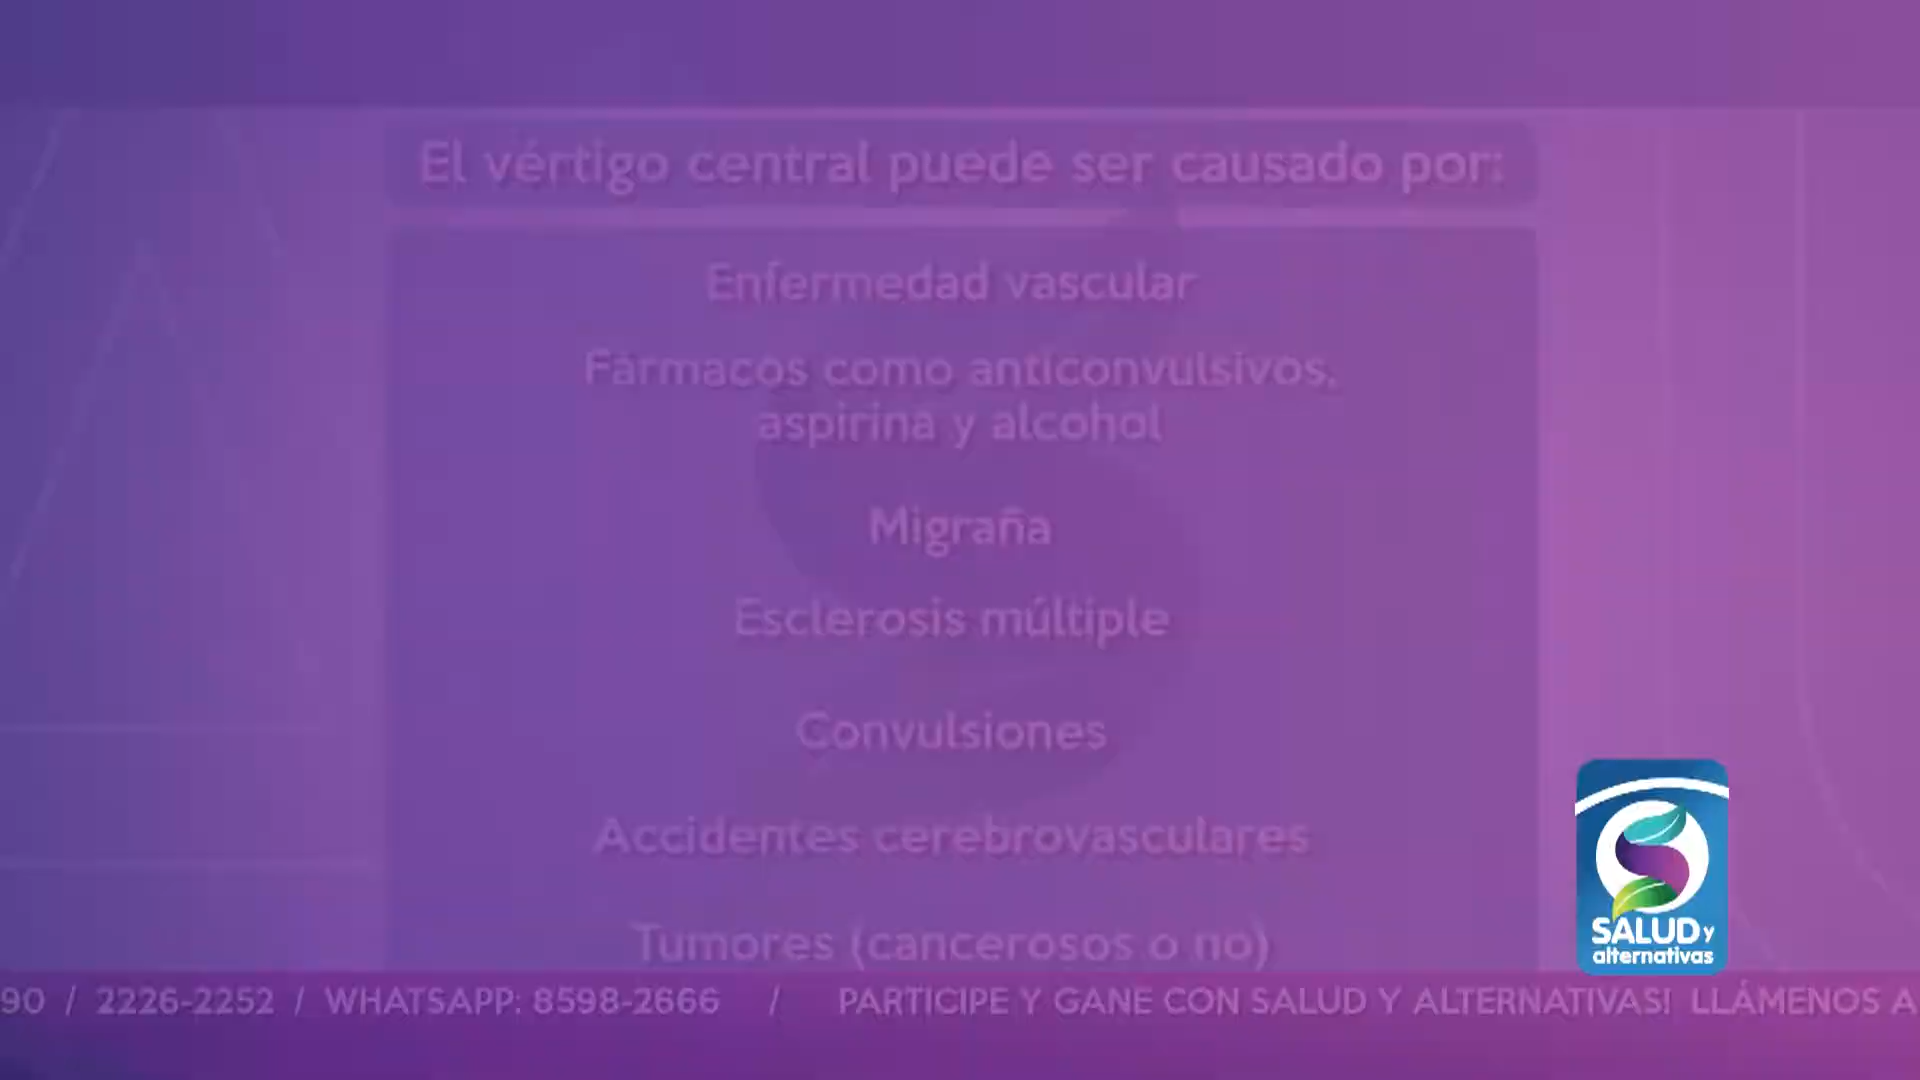 El vértigo central puede ser causado por:
Enfermedad vascular
Fármacos como anticonvulsivos,
aspirina y alcohol
Migraña
Esclerosis múltiple
Convulsiones
Accidentes cerebrovasculares
Tumores (cancerosos o no)
SALUD y
alternativas
90 / 2226-2252 / WHATSAPP: 8598-2666 / PARTICIPE Y GANE CON SALUD Y ALTERNATIVAS! LLÁMENOS A